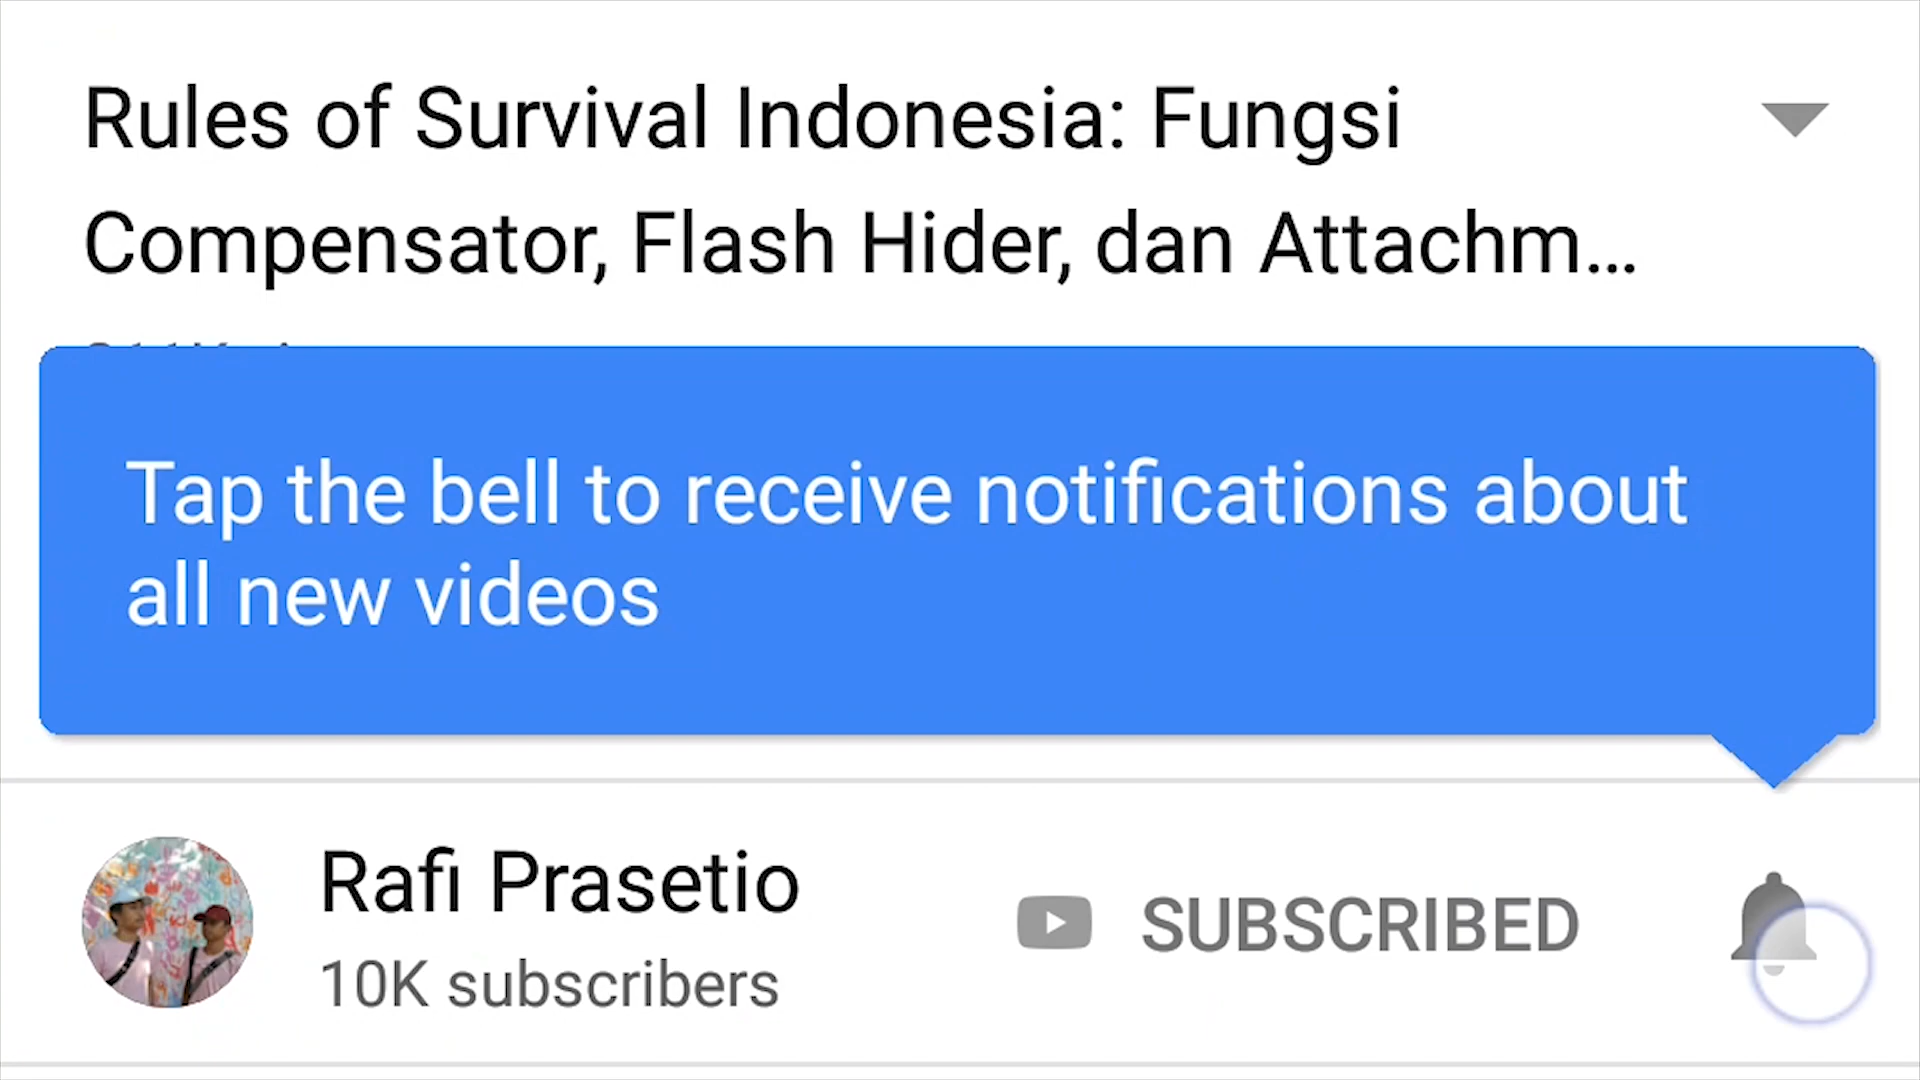 Rules of Survival Indonesia: Fungsi
Compensator, Flash Hider, dan Attachm...
Tap the bell to receive notifications about
all new videos
Rafi Prasetio
SUBSCRIBED
10K subscribers